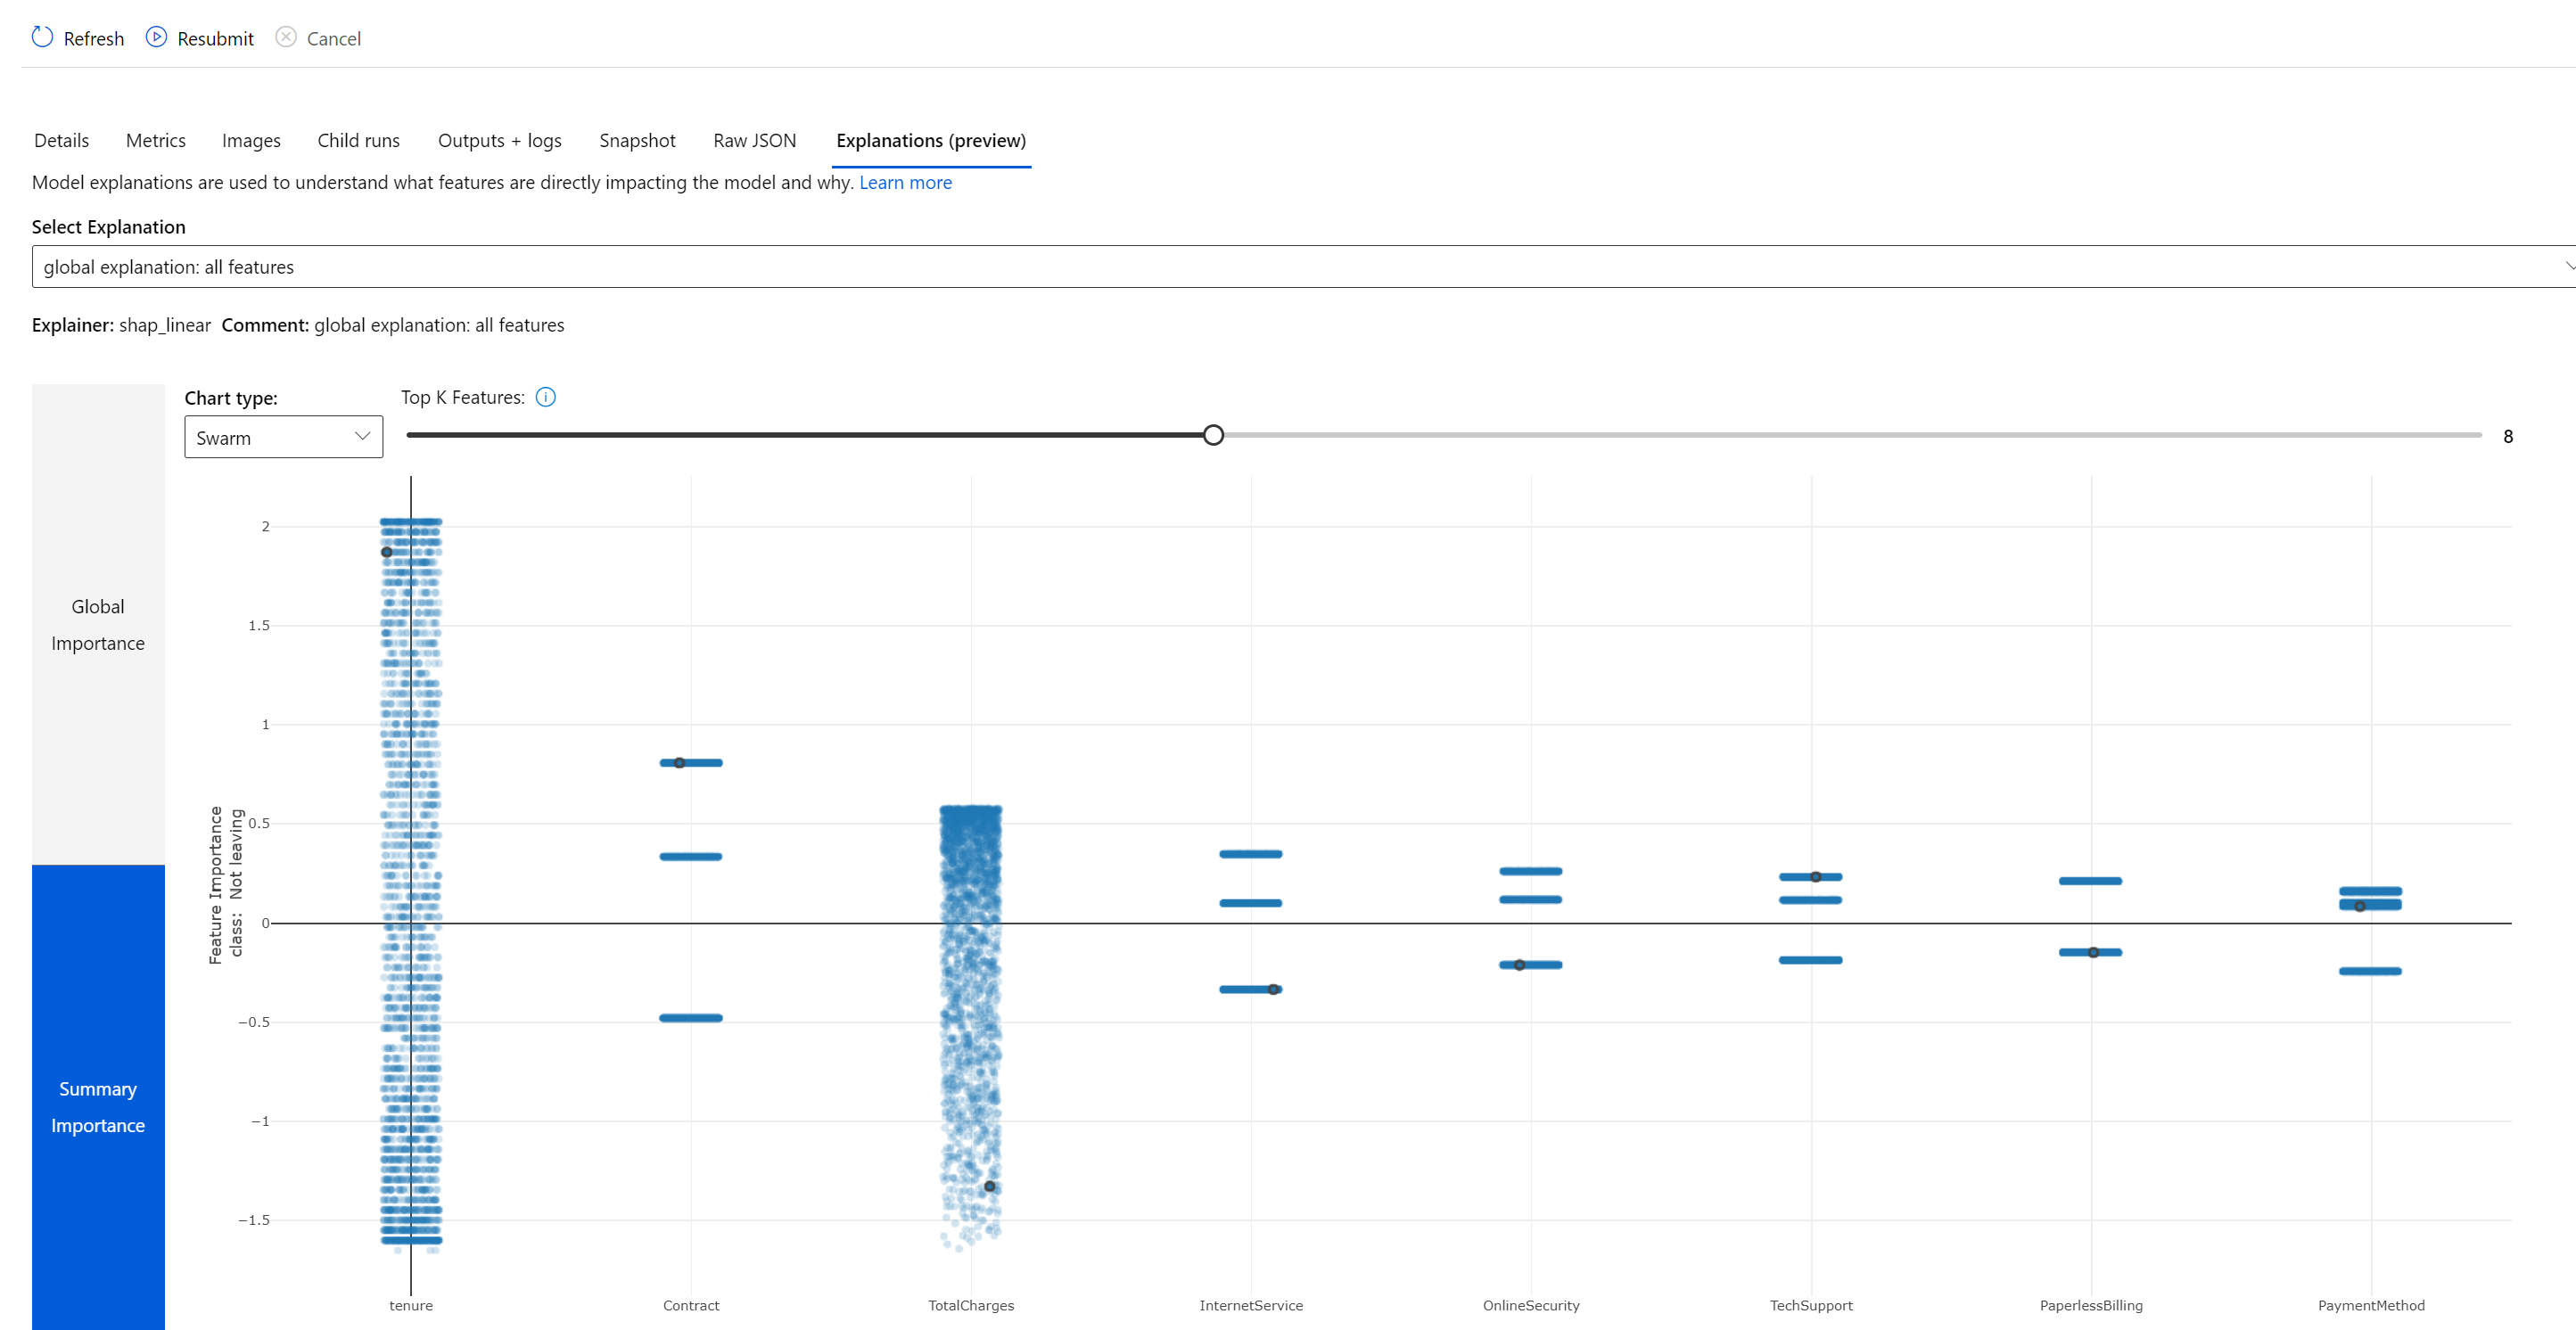 Refresh Resubmit Cancel
Details Metrics Images Child runs Outputs + logs Snapshot Raw JSON Explanations (preview)
Model explanations are used to understand what features are directly impacting the model and why. Learn more
Select Explanation
global explanation: all features
Explainer: shap_linear Comment: global explanation: all features
Chart type:
Top K Features:
Swarm
8
Global
Importance
Summary
Importance
Feature Importance
class: Not leaving
2
1.5
1
0.5
0
−0.5
−1
−1.5
tenure Contract TotalCharges InternetService OnlineSecurity TechSupport PaperlessBilling PaymentMethod